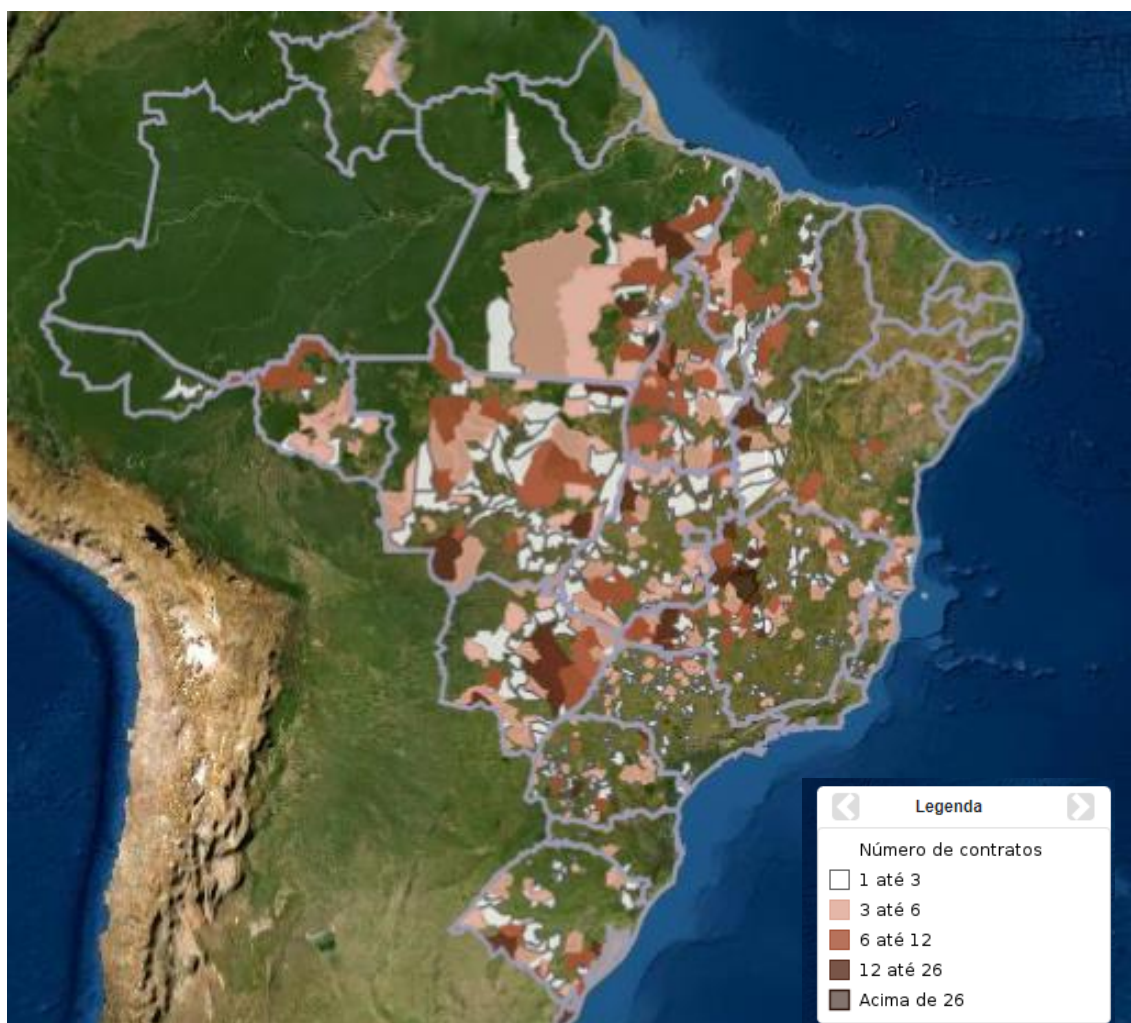 Legenda
Número de contratos
1 até 3
3 até 6
6 até 12
12 até 26
Acima de 26